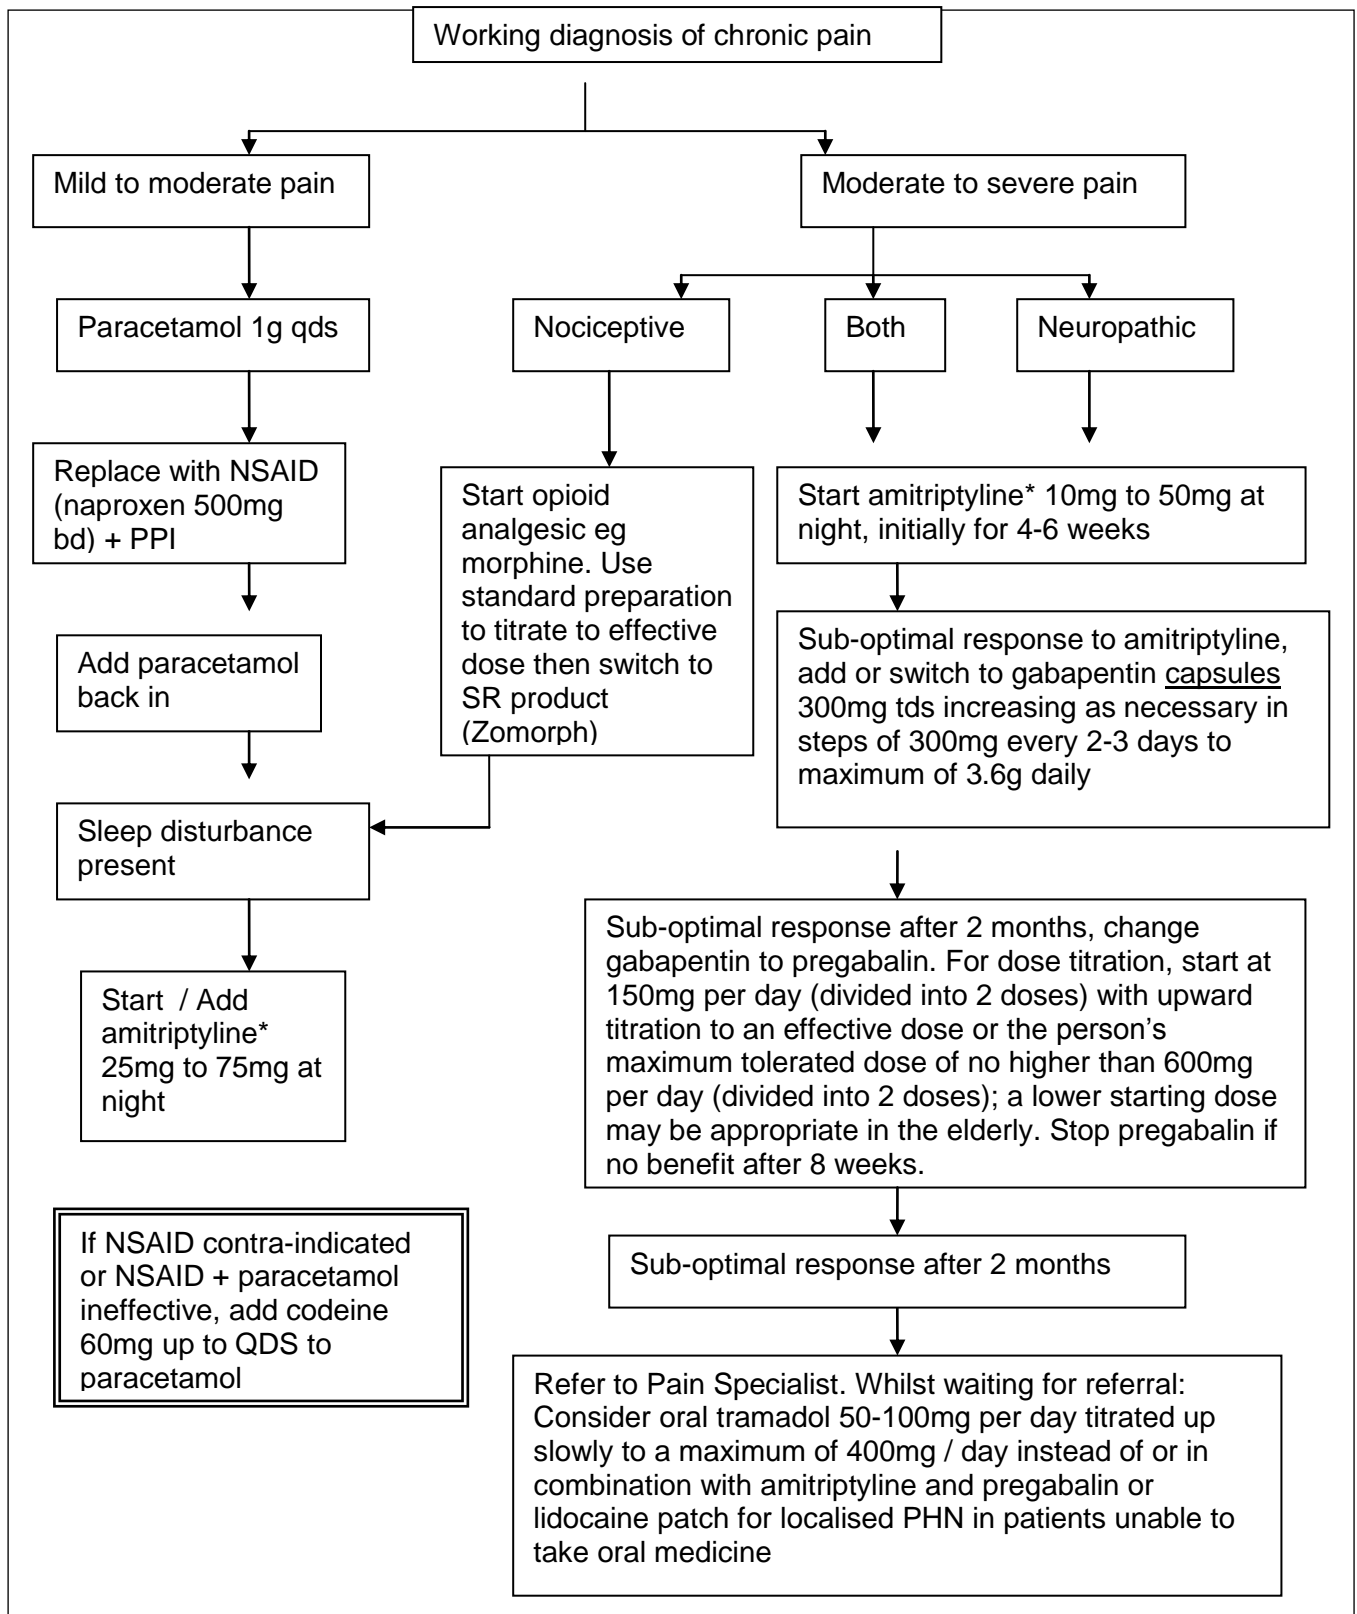 Working diagnosis of chronic pain
Mild to moderate pain
Moderate to severe pain
Paracetamol 1g qds
Nociceptive
Both
Neuropathic
Replace with NSAID
(naproxen 500mg
bd) + PPI
Start opioid
analgesic eg
morphine. Use
standard preparation
to titrate to effective
dose then switch to
SR product
(Zomorph)
Start amitriptyline* 10mg to 50mg at
night, initially for 4-6 weeks
Add paracetamol
back in
Sub-optimal response to amitriptyline,
add or switch to gabapentin capsules
300mg tds increasing as necessary in
steps of 300mg every 2-3 days to
maximum of 3.6g daily
Sleep disturbance
present
Start / Add
amitriptyline*
25mg to 75mg at
night
Sub-optimal response after 2 months, change
gabapentin to pregabalin. For dose titration, start at
150mg per day (divided into 2 doses) with upward
titration to an effective dose or the person’s
maximum tolerated dose of no higher than 600mg
per day (divided into 2 doses); a lower starting dose
may be appropriate in the elderly. Stop pregabalin if
no benefit after 8 weeks.
If NSAID contra-indicated
or NSAID + paracetamol
ineffective, add codeine
60mg up to QDS to
paracetamol
Sub-optimal response after 2 months
Refer to Pain Specialist. Whilst waiting for referral:
Consider oral tramadol 50-100mg per day titrated up
slowly to a maximum of 400mg / day instead of or in
combination with amitriptyline and pregabalin or
lidocaine patch for localised PHN in patients unable to
take oral medicine